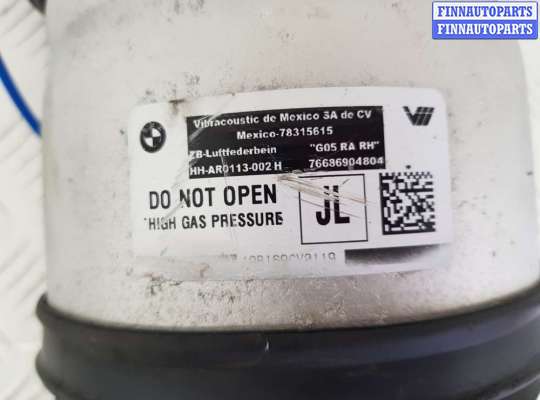 FINNAUTOPARTS
FINNAUTOPARTS
Vibracoustic de Mexico SA de CV
Mexico-78315615
ZB-Luftfederbein "G05 RA RH"
HH-AR0113-002 H 76686904804
DO NOT OPEN
HIGH GAS PRESSURE
JL